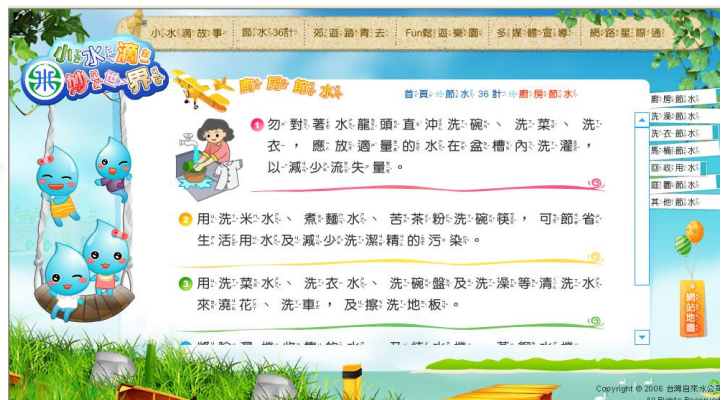 小水滴故事
節水36計
郊遊踏青去
Fun鬆遊樂園
多媒體宣導
網路星際通
小水滴
妙世界
廚房節水
首頁
節水 36 計
廚房節水
勿對著水龍頭直沖洗碗、洗菜、洗
衣,應放適量的水在盆槽內洗濯,
以減少流失量。
用洗米水、煮麵水、苦茶粉洗碗筷,可節省
生活用水及減少洗潔精的污染。
用洗菜水、洗衣水、洗碗盤及洗澡等清洗水
來澆花、洗車,及擦洗地板。
廚房節水
洗澡節水
洗衣節水
馬桶節水
回收用水
庭園節水
其他節水
網站地圖
Copyright © 2006 台灣自來水公司
All Rights Reserved